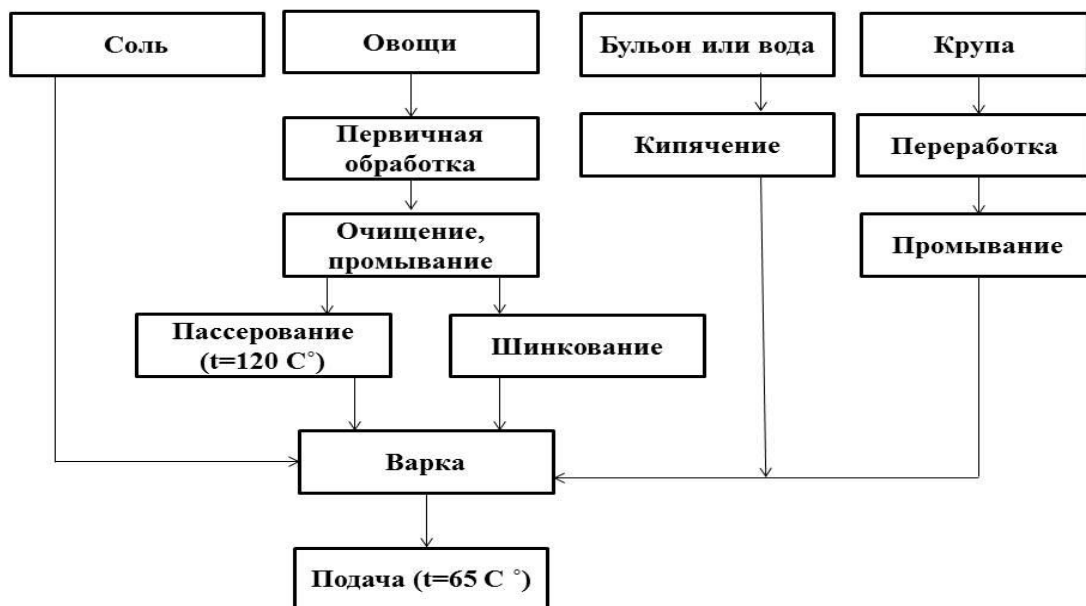 Соль
Овощи
Бульон или вода
Крупа
Первичная
обработка
Кипячение
Переработка
Очищение,
промывание
Промывание
Пассерование
(t=120 C˚)
Шинкование
Варка
Подача (t=65 C ˚)